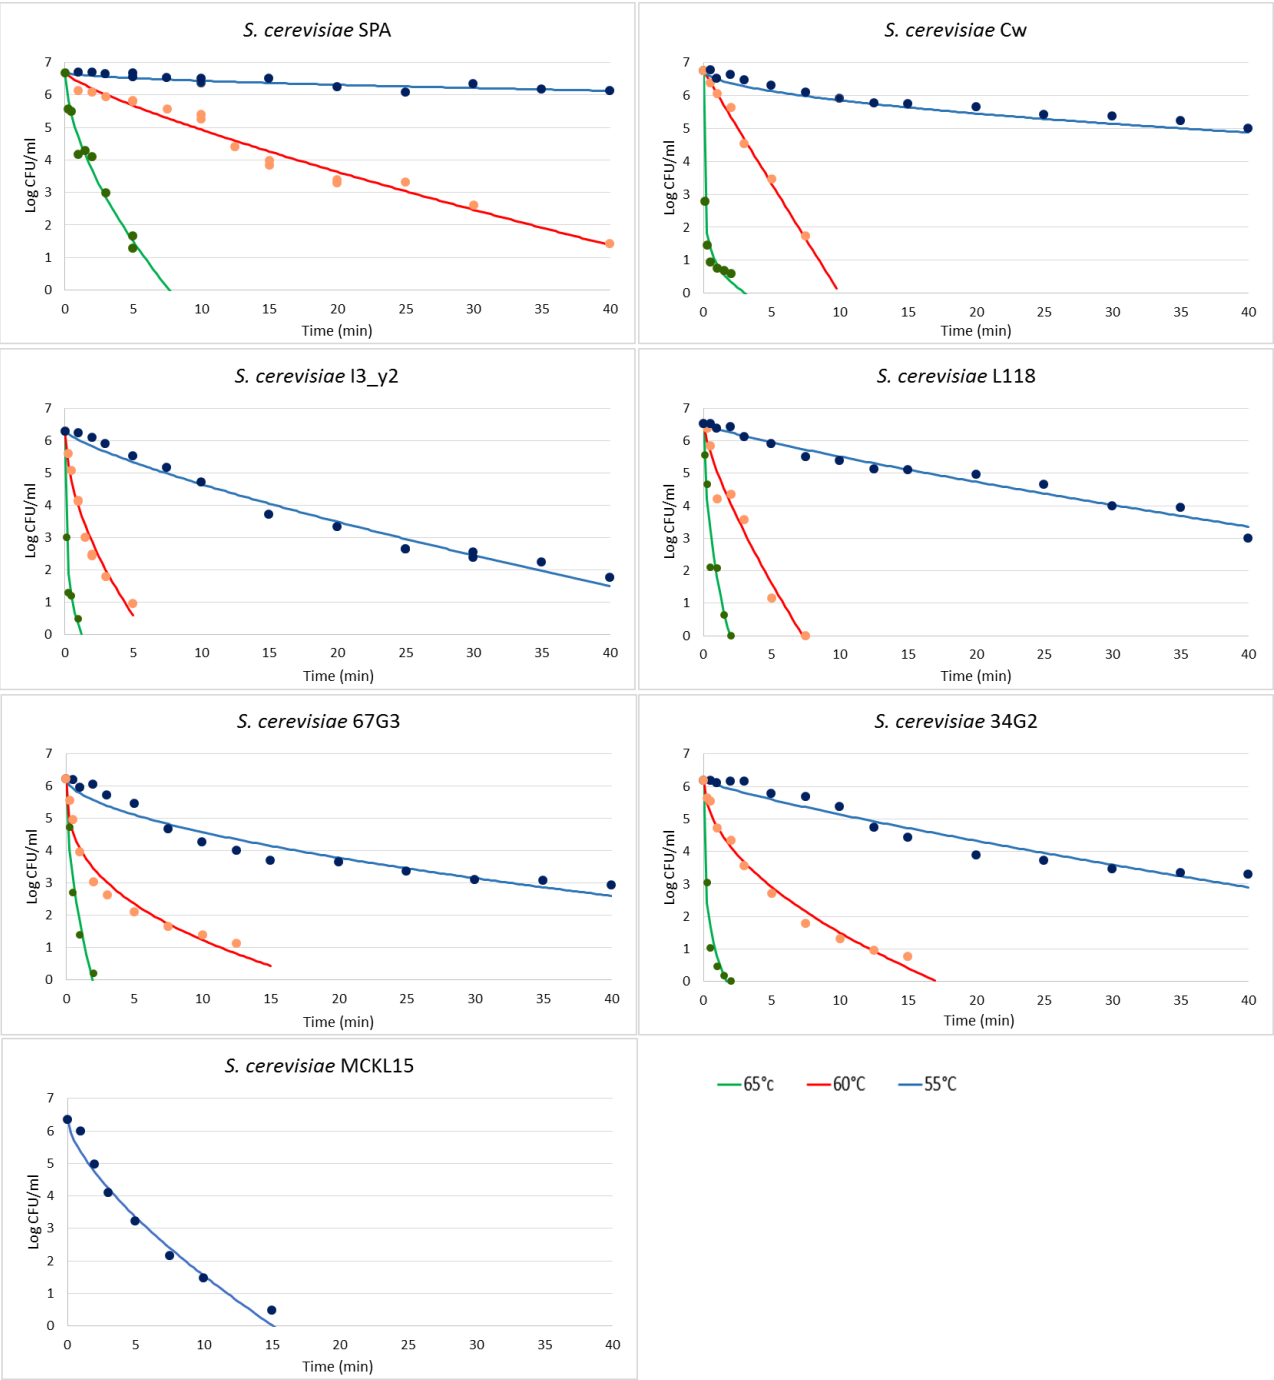 S. cerevisiae SPA
Log CFU/ml
7
6
5
4
3
2
1
0
0 5 10 15 20 25 30 35 40
Time (min)
S. cerevisiae Cw
Log CFU/ml
7
6
5
4
3
2
1
0
0 5 10 15 20 25 30 35 40
Time (min)
S. cerevisiae I3_y2
Log CFU/ml
7
6
5
4
3
2
1
0
0 5 10 15 20 25 30 35 40
Time (min)
S. cerevisiae L118
Log CFU/ml
7
6
5
4
3
2
1
0
0 5 10 15 20 25 30 35 40
Time (min)
S. cerevisiae 67G3
Log CFU/ml
7
6
5
4
3
2
1
0
0 5 10 15 20 25 30 35 40
Time (min)
S. cerevisiae 34G2
Log CFU/ml
7
6
5
4
3
2
1
0
0 5 10 15 20 25 30 35 40
Time (min)
S. cerevisiae MCKL15
Log CFU/ml
7
6
5
4
3
2
1
0
0 5 10 15 20 25 30 35 40
Time (min)
65°c 60°C 55°C